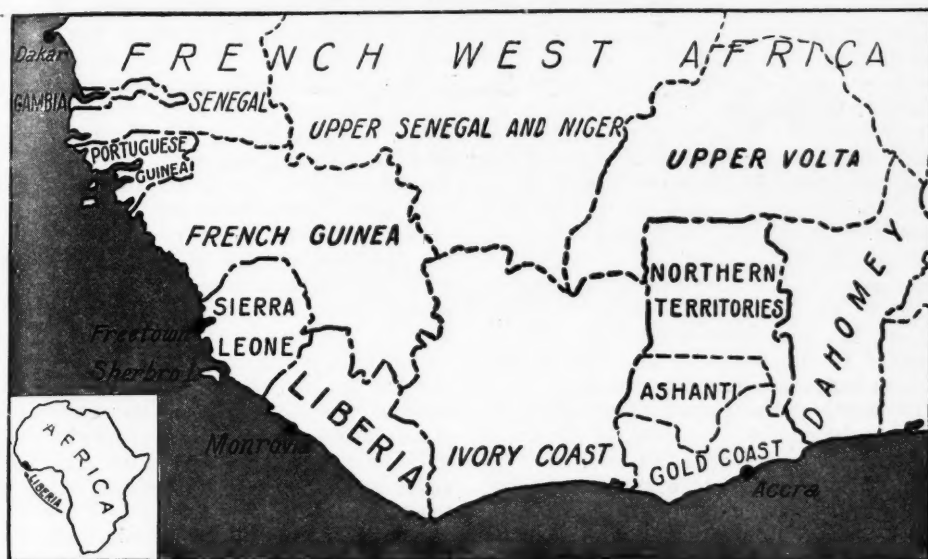 FRENCH WEST AFRICA
Dakar
GAMBIA
SENEGAL
UPPER SENEGAL AND NIGER
PORTUGUESE
GUINEA
UPPER VOLTA
FRENCH GUINEA
NORTHERN
TERRITORIES
DAHOMEY
SIERRA
LEONE
Freetown
Sherbro I.
LIBERIA
ASHANTI
Monrovia
IVORY COAST
GOLD COAST
Accra
AFRICA
LIBERIA